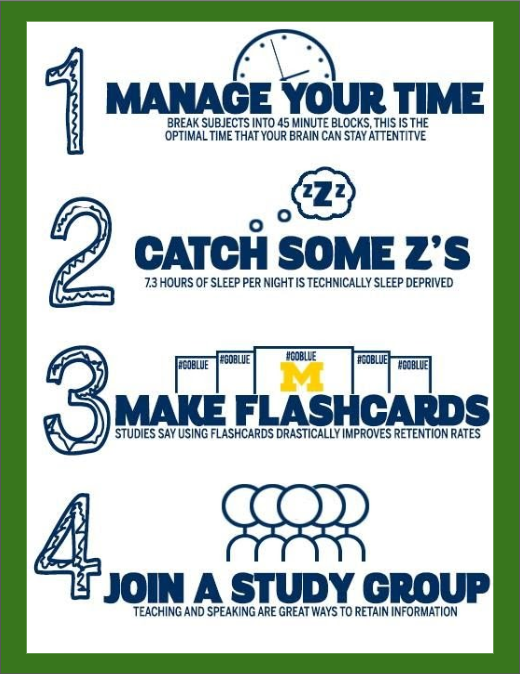 1
MANAGE YOUR TIME
BREAK SUBJECTS INTO 45 MINUTE BLOCKS, THIS IS THE
OPTIMAL TIME THAT YOUR BRAIN CAN STAY ATTENTITVE
zZz
2
CATCH SOME Z'S
7.3 HOURS OF SLEEP PER NIGHT IS TECHNICALLY SLEEP DEPRIVED
3
#GOBLUE #GOBLUE #GOBLUE #GOBLUE #GOBLUE
M
MAKE FLASHCARDS
STUDIES SAY USING FLASHCARDS DRASTICALLY IMPROVES RETENTION RATES
4
JOIN A STUDY GROUP
TEACHING AND SPEAKING ARE GREAT WAYS TO RETAIN INFORMATION